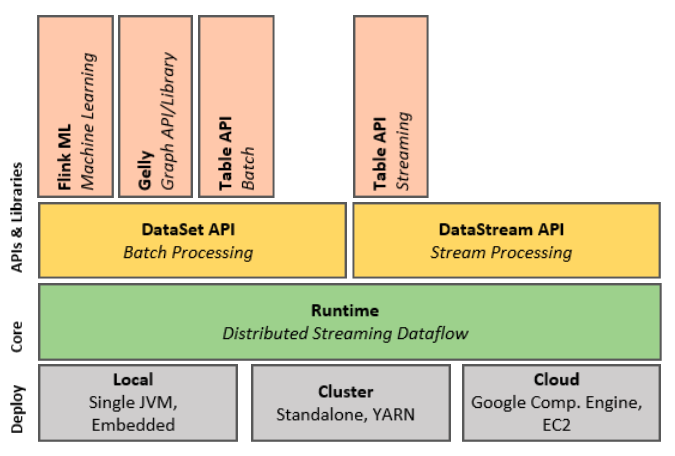 Flink ML
Machine Learning
Gelly
Graph API/Library
Table API
Batch
Table API
Streaming
APIs & Libraries
DataSet API
Batch Processing
DataStream API
Stream Processing
Core
Runtime
Distributed Streaming Dataflow
Deploy
Local
Single JVM,
Embedded
Cluster
Standalone, YARN
Cloud
Google Comp. Engine,
EC2